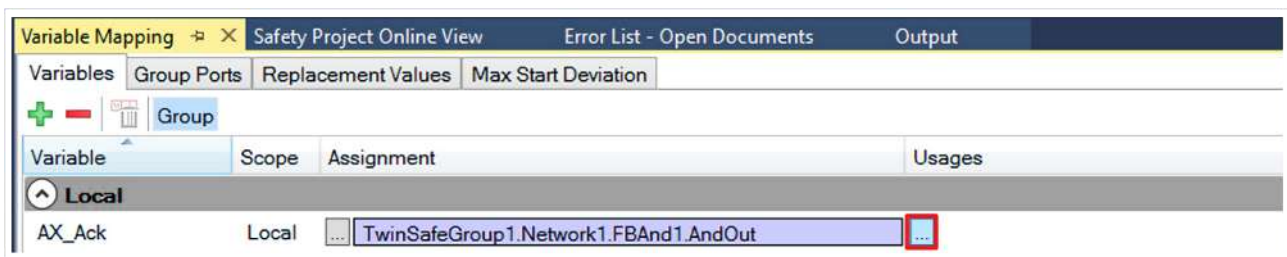 Variable Mapping Safety Project Online View Error List - Open Documents Output
Variables Group Ports Replacement Values Max Start Deviation
Group
Variable Scope Assignment Usages
Local
AX_Ack Local ... TwinSafeGroup1.Network1.FBAnd1.AndOut ...